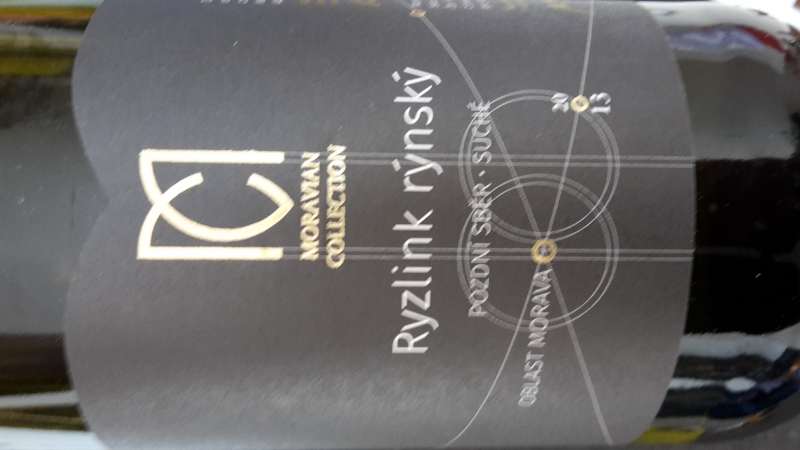 MORAVIAN
COLLECTION
Ryzlink rýnský
POZDNÍ SBĚR · SUCHÉ
20 13
OBLAST MORAVA